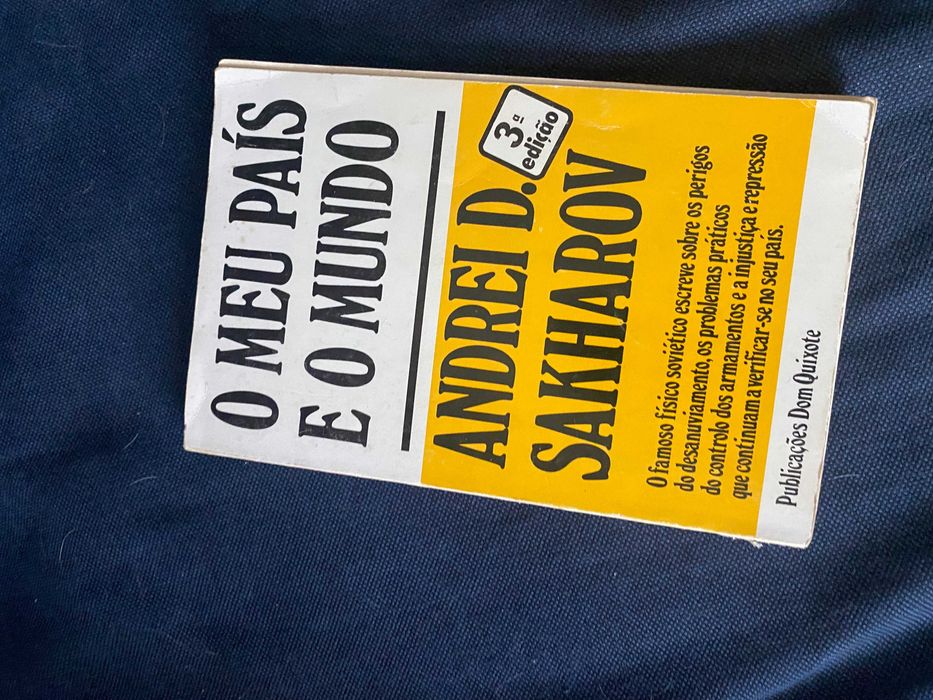 O MEU PAÍS
E O MUNDO
3ª
edição
ANDREI D.
SAKHAROV
O famoso físico soviético escreve sobre os perigos
do desanuviamento, os problemas práticos
do controlo dos armamentos e a injustiça e repressão
que continuam a verificar-se no seu país.
Publicações Dom Quixote